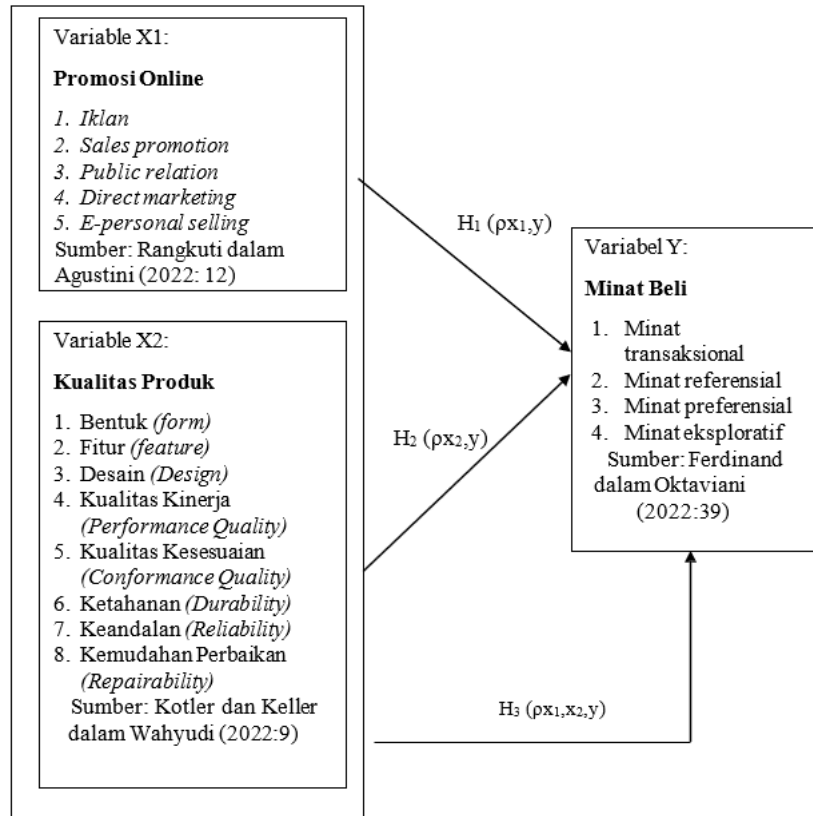 Variable X1:
Promosi Online
1. Iklan
2. Sales promotion
3. Public relation
4. Direct marketing
5. E-personal selling
Sumber: Rangkuti dalam
Agustini (2022: 12)
Variable X2:
Kualitas Produk
1. Bentuk (form)
2. Fitur (feature)
3. Desain (Design)
4. Kualitas Kinerja
(Performance Quality)
5. Kualitas Kesesuaian
(Conformance Quality)
6. Ketahanan (Durability)
7. Keandalan (Reliability)
8. Kemudahan Perbaikan
(Repairability)
Sumber: Kotler dan Keller
dalam Wahyudi (2022:9)
H₁ (ρx₁,y)
H₂ (ρx₂,y)
H₃ (ρx₁,x₂,y)
Variabel Y:
Minat Beli
1. Minat
transaksional
2. Minat referensial
3. Minat preferensial
4. Minat eksploratif
Sumber: Ferdinand
dalam Oktaviani
(2022:39)